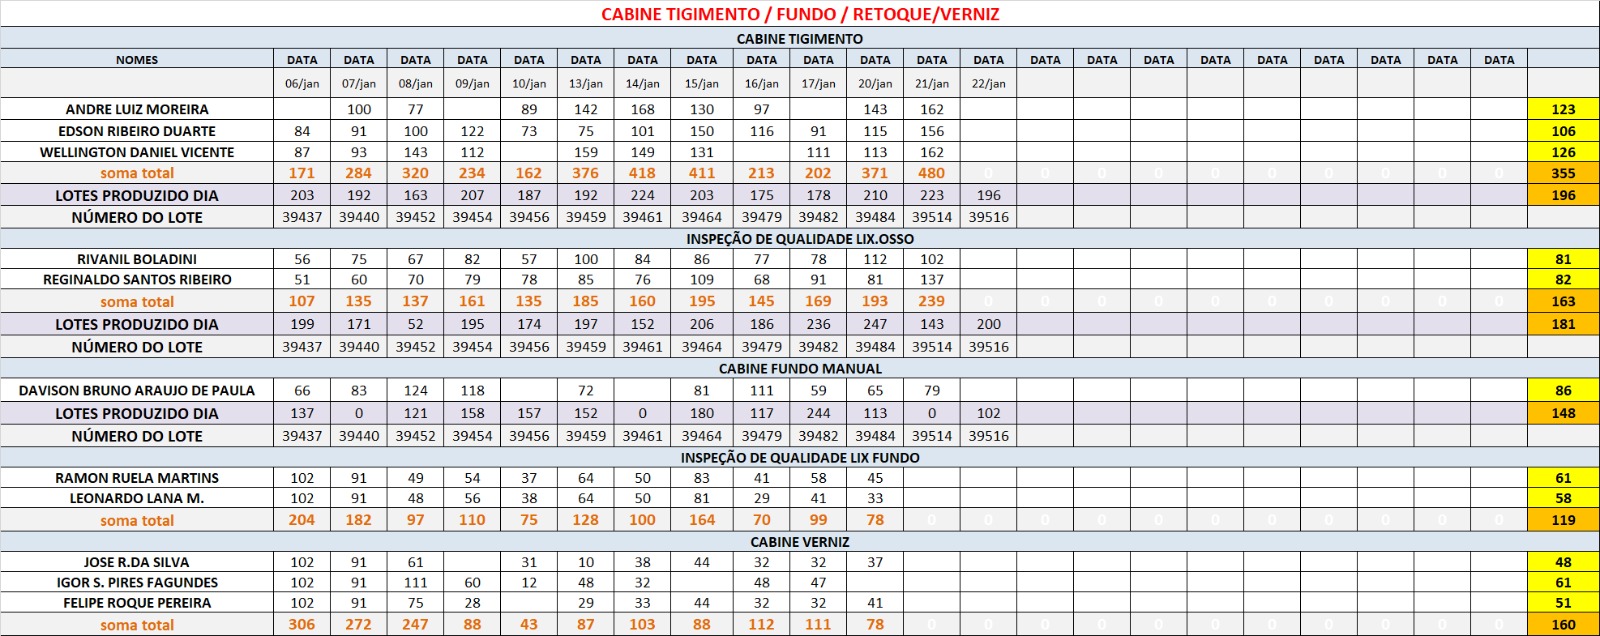 CABINE TIGIMENTO / FUNDO / RETOQUE/VERNIZ
CABINE TIGIMENTO
NOMES DATA DATA DATA DATA DATA DATA DATA DATA DATA DATA DATA DATA DATA DATA DATA DATA DATA DATA DATA DATA DATA DATA
06/jan 07/jan 08/jan 09/jan 10/jan 13/jan 14/jan 15/jan 16/jan 17/jan 20/jan 21/jan 22/jan
ANDRE LUIZ MOREIRA 100 77 89 142 168 130 97 143 162 123
EDSON RIBEIRO DUARTE 84 91 100 122 73 75 101 150 116 91 115 156 106
WELLINGTON DANIEL VICENTE 87 93 143 112 159 149 131 111 113 162 126
soma total 171 284 320 234 162 376 418 411 213 202 371 480 0 0 0 0 0 0 0 0 0 0 355
LOTES PRODUZIDO DIA 203 192 163 207 187 192 224 203 175 178 210 223 196 196
NÚMERO DO LOTE 39437 39440 39452 39454 39456 39459 39461 39464 39479 39482 39484 39514 39516
INSPEÇÃO DE QUALIDADE LIX.OSSO
RIVANIL BOLADINI 56 75 67 82 57 100 84 86 77 78 112 102 81
REGINALDO SANTOS RIBEIRO 51 60 70 79 78 85 76 109 68 91 81 137 82
soma total 107 135 137 161 135 185 160 195 145 169 193 239 0 0 0 0 0 0 0 0 0 0 163
LOTES PRODUZIDO DIA 199 171 52 195 174 197 152 206 186 236 247 143 200 181
NÚMERO DO LOTE 39437 39440 39452 39454 39456 39459 39461 39464 39479 39482 39484 39514 39516
CABINE FUNDO MANUAL
DAVISON BRUNO ARAUJO DE PAULA 66 83 124 118 72 81 111 59 65 79 86
LOTES PRODUZIDO DIA 137 0 121 158 157 152 0 180 117 244 113 0 102 148
NÚMERO DO LOTE 39437 39440 39452 39454 39456 39459 39461 39464 39479 39482 39484 39514 39516
INSPEÇÃO DE QUALIDADE LIX FUNDO
RAMON RUELA MARTINS 102 91 49 54 37 64 50 83 41 58 45 61
LEONARDO LANA M. 102 91 48 56 38 64 50 81 29 41 33 58
soma total 204 182 97 110 75 128 100 164 70 99 78 0 0 0 0 0 0 0 0 0 0 0 119
CABINE VERNIZ
JOSE R.DA SILVA 102 91 61 31 10 38 44 32 32 37 48
IGOR S. PIRES FAGUNDES 102 91 111 60 12 48 32 48 47 61
FELIPE ROQUE PEREIRA 102 91 75 28 29 33 44 32 32 41 51
soma total 306 272 247 88 43 87 103 88 112 111 78 0 0 0 0 0 0 0 0 0 0 0 160